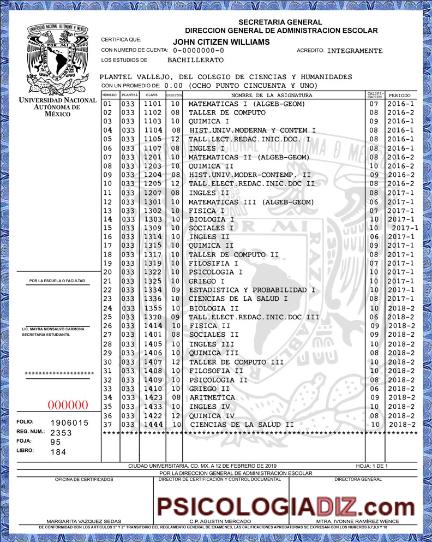 SECRETARIA GENERAL
DIRECCION GENERAL DE ADMINISTRACION ESCOLAR
CERTIFICA QUE:
JOHN CITIZEN WILLIAMS
CON NUMERO DE CUENTA: 0-0000000-0 ACREDITO: INTEGRAMENTE
LOS ESTUDIOS DE BACHILLERATO
UNIVERSIDAD NACIONAL
AUTÓNOMA DE
MÉXICO
PLANTEL VALLEJO, DEL COLEGIO DE CIENCIAS Y HUMANIDADES
CON UN PROMEDIO DE: 0.00 (OCHO PUNTO CINCUENTA Y UNO)
NOMBRE DE LA ASIGNATURA PERIODO
01 033 1101 10 MATEMATICAS I (ALGEB-GEOM) 07 2016-1
02 033 1102 08 TALLER DE COMPUTO 08 2016-2
03 033 1103 10 QUIMICA I 09 2016-1
04 033 1104 08 HIST.UNIV.MODERNA Y CONTEM I 08 2016-1
05 033 1105 12 TALL.LECT.REDAC.INIC.DOC. I 08 2016-1
06 033 1107 08 INGLES I 08 2016-1
07 033 1201 10 MATEMATICAS II (ALGEB-GEOM) 08 2016-2
08 033 1203 10 QUIMICA II 10 2016-2
09 033 1204 08 HIST.UNIV.MODER-CONTEMP. II 09 2016-2
10 033 1205 12 TALL.ELECT.REDAC.INIC.DOC II 08 2016-2
11 033 1207 08 INGLES II 08 2016-2
12 033 1301 10 MATEMATICAS III (ALGEB-GEOM) 06 2017-1
13 033 1302 10 FISICA I 07 2017-1
14 033 1303 10 BIOLOGIA I 10 2017-1
15 033 1309 10 SOCIALES I 10 2017-1
16 033 1314 10 INGLES II 06 2017-1
17 033 1315 10 QUIMICA II 09 2017-1
18 033 1317 10 TALLER DE COMPUTO II 08 2017-1
19 033 1319 10 FILOSIFIA I 07 2017-1
20 033 1322 10 PSICOLOGIA I 10 2017-1
21 033 1325 10 GRIEGO I 10 2017-1
22 033 1334 09 ESTADISTICA Y PROBABILIDAD I 10 2017-1
23 033 1336 10 CIENCIAS DE LA SALUD I 08 2017-1
24 033 1355 10 BIOLOGIA II 10 2018-2
25 033 1370 09 TALL.ELECT.REDAC.INIC.DOC III 09 2018-2
26 033 1414 10 FISICA II 09 2018-2
27 033 1401 08 SOCIALES II 09 2018-2
28 033 1405 10 INGLES III 10 2018-2
29 033 1406 10 QUIMICA III 08 2018-2
30 033 1407 12 TALLER DE COMPUTO III 10 2018-2
31 033 1408 10 FILOSOFIA II 10 2018-2
32 033 1409 10 PSICOLOGIA II 08 2018-2
33 033 1410 10 GRIEGO II 06 2018-2
34 033 1423 08 ARITMETICA 09 2018-2
35 033 1433 10 INGLES IV 10 2018-2
36 033 1422 12 QUIMICA IV 08 2018-2
37 033 1444 10 CIENCIAS DE LA SALUD II 10 2018-2
POR LA ESCUELA O FACULTAD
LIC. MAYRA MONSALVO CARMONA
SECRETARIA ESTUDIANTIL
000000
FOLIO: 1906015
REG. NUM.: 2353
FOJA: 95
LIBRO: 184
CIUDAD UNIVERSITARIA, CD. MX, A 12 DE FEBRERO DE 2019 HOJA: 1 DE 1
POR LA DIRECCION GENERAL DE ADMINISTRACION ESCOLAR
OFICINA DE CERTIFICADOS DIRECTOR DE CERTIFICACION Y CONTROL DOCUMENTAL DIRECTORA GENERAL
PSICOLOGIADIZ.COM
MARGARITA VAZQUEZ SEDAS C.P. AGUSTIN MERCADO MTRA. IVONNE RAMIREZ WENCE